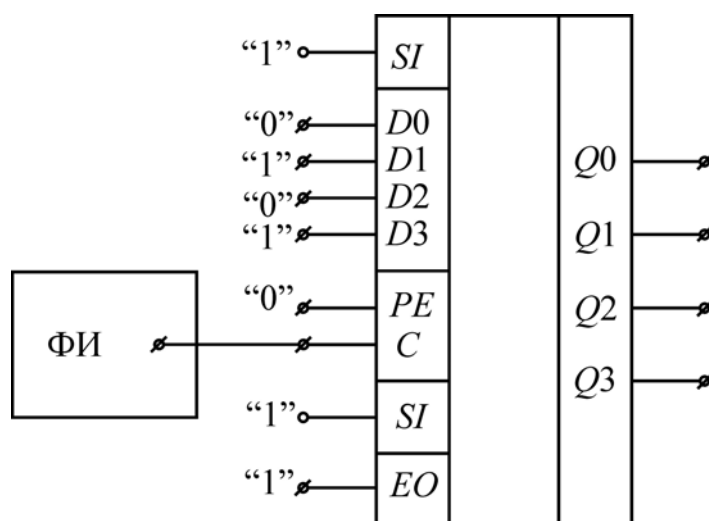 “1” SI
“0” D0
“1” D1 Q0
“0” D2
“1” D3 Q1
“0” PE Q2
ФИ C
Q3
“1” SI
“1” EO